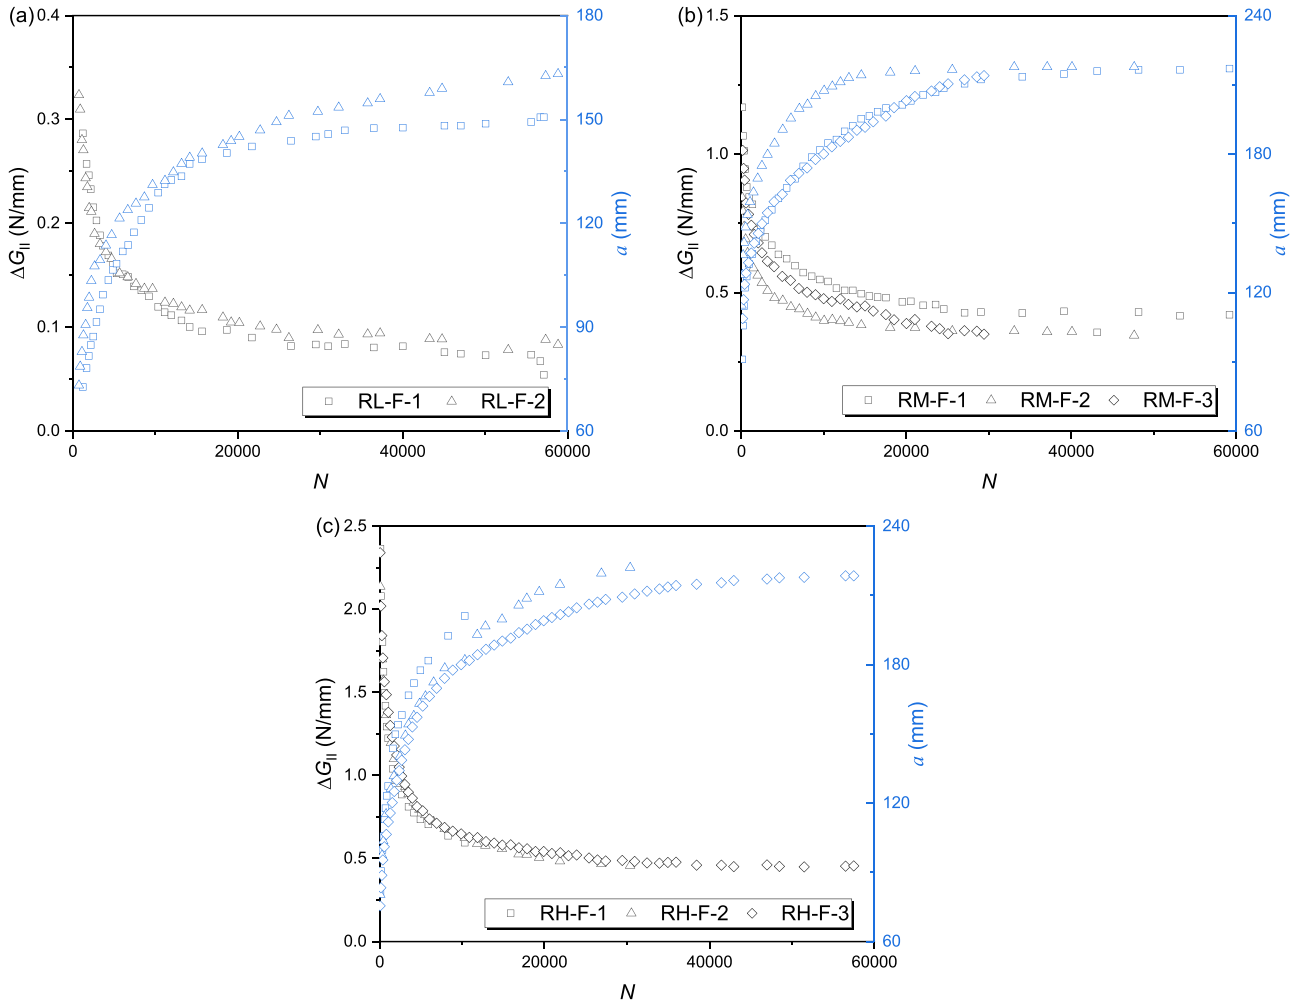 (a)
0.4
0.3
0.2
0.1
0.0
ΔG_II (N/mm)
180
150
120
90
60
a (mm)
RL-F-1 RL-F-2
0 20000 40000 60000
N
(b)
1.5
1.0
0.5
0.0
ΔG_II (N/mm)
240
180
120
60
a (mm)
RM-F-1 RM-F-2 RM-F-3
0 20000 40000 60000
N
(c)
2.5
2.0
1.5
1.0
0.5
0.0
ΔG_II (N/mm)
240
180
120
60
a (mm)
RH-F-1 RH-F-2 RH-F-3
0 20000 40000 60000
N